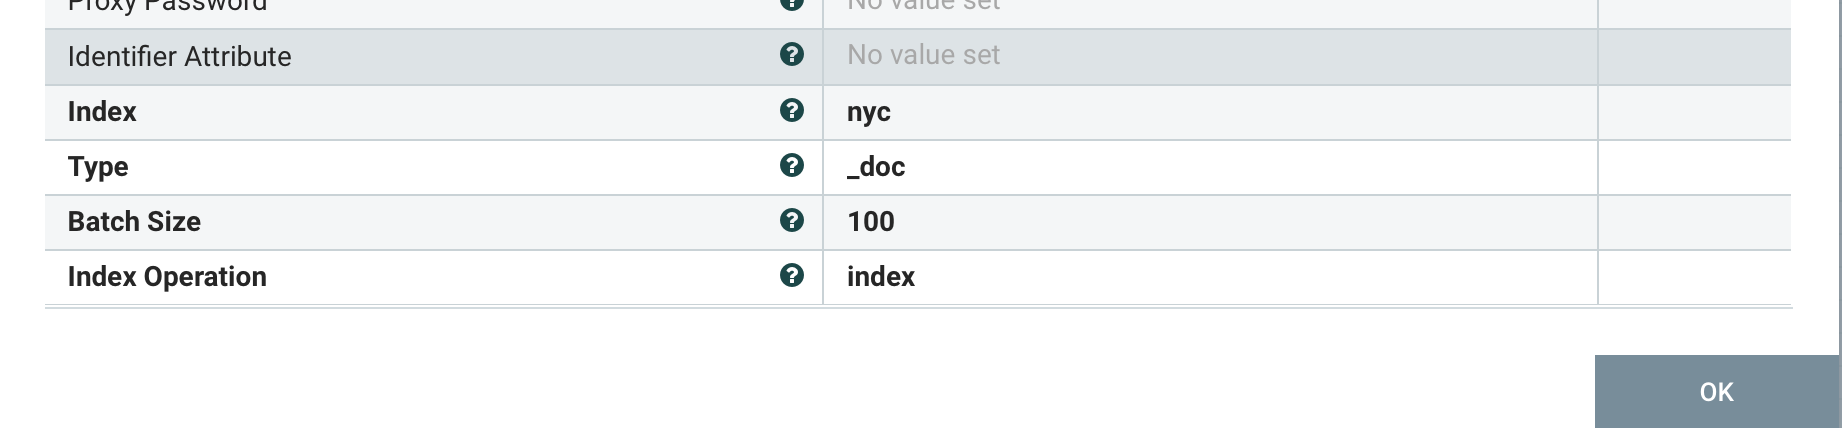 Proxy Password ? No value set
Identifier Attribute ? No value set
Index ? nyc
Type ? _doc
Batch Size ? 100
Index Operation ? index
OK